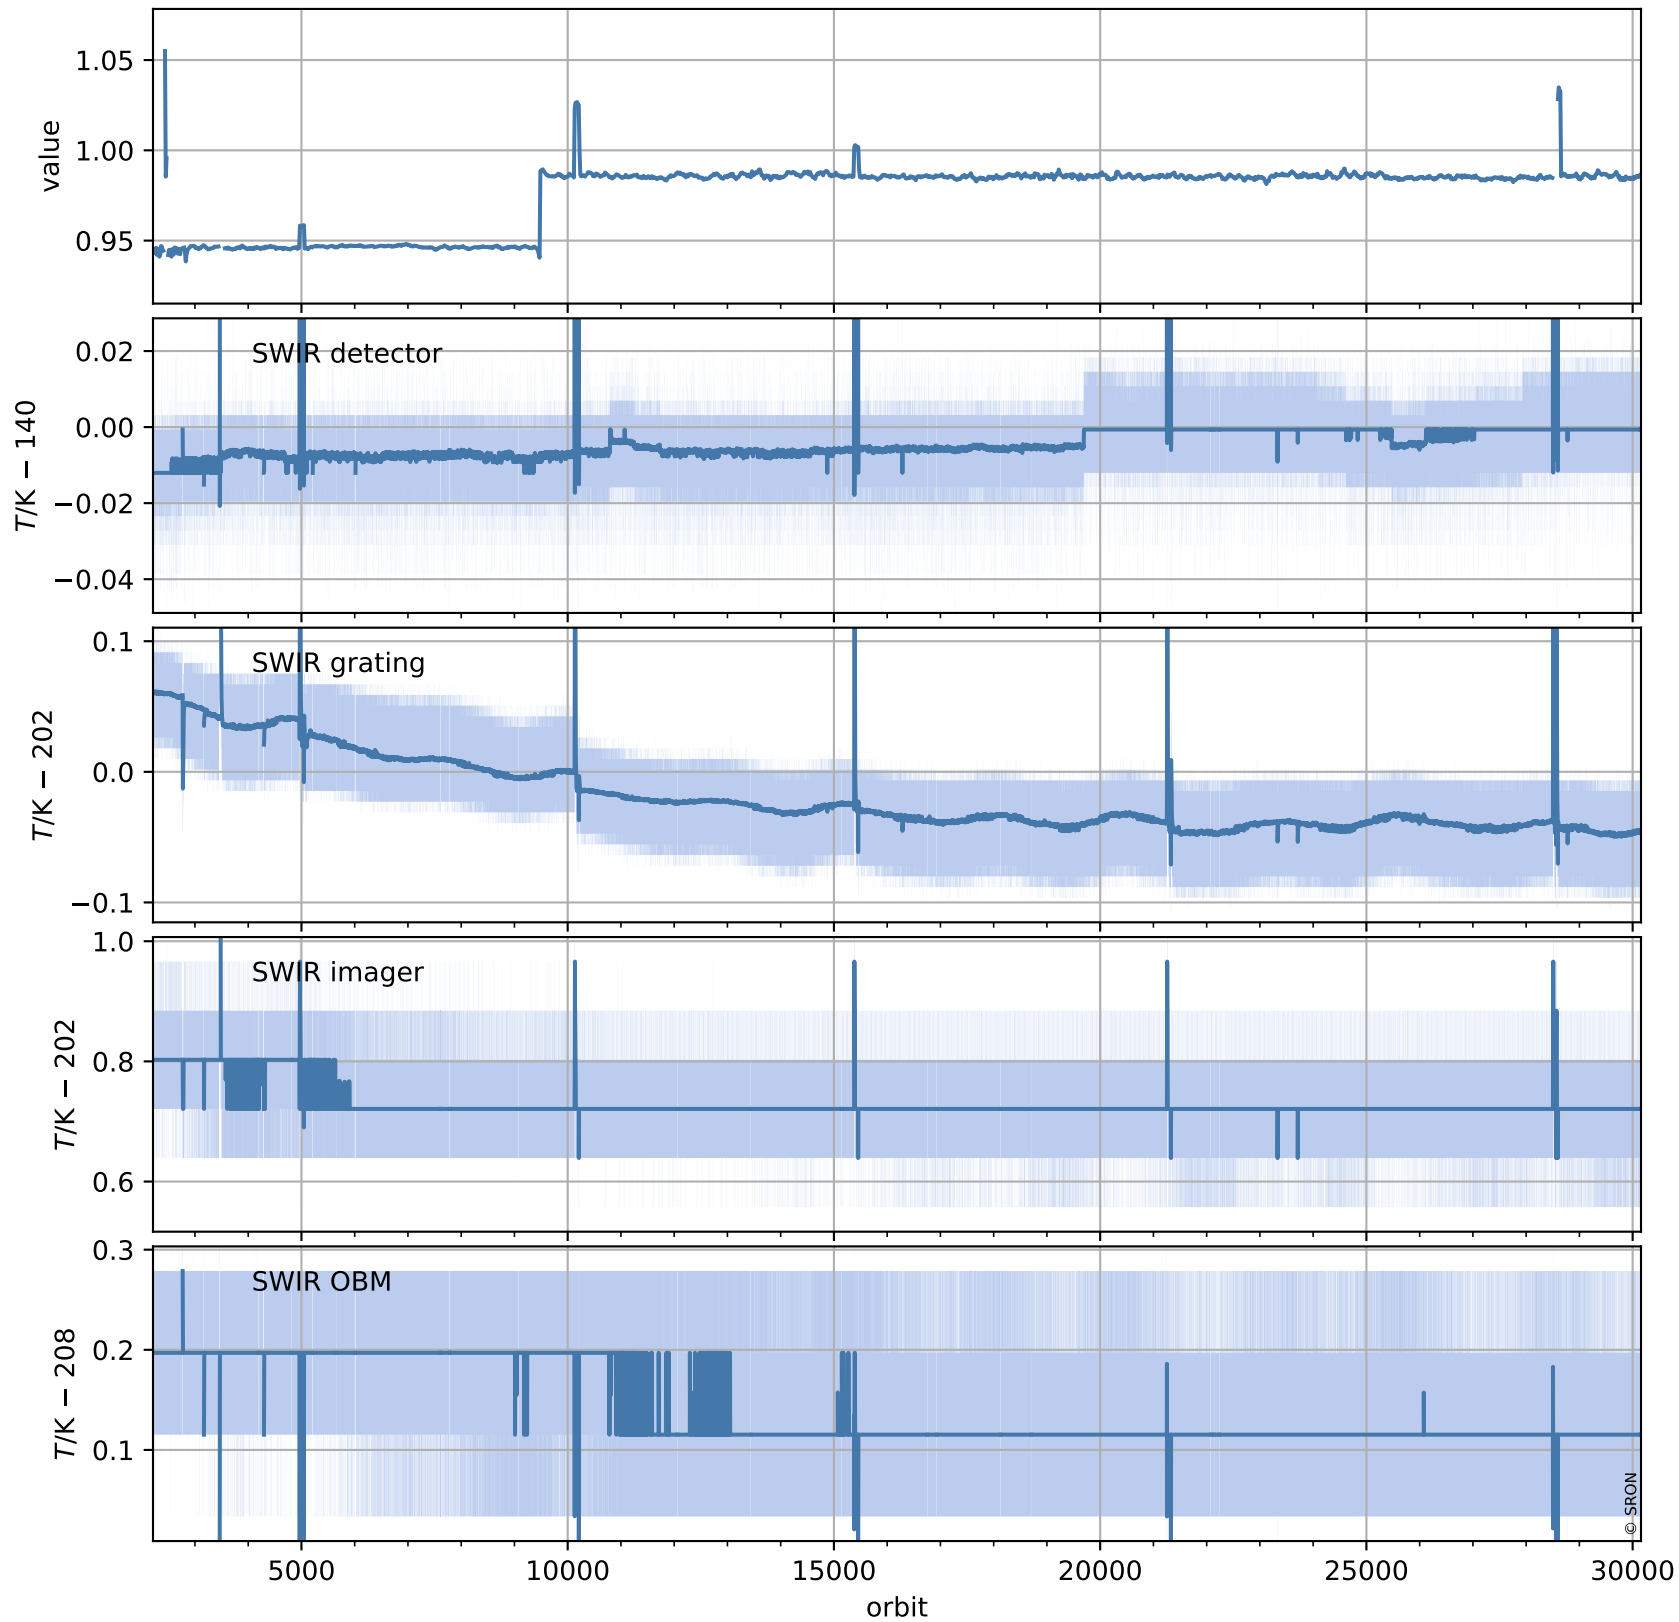 1.05
1.00
0.95
value
SWIR detector
0.02
0.00
−0.02
−0.04
T/K − 140
SWIR grating
0.1
0.0
−0.1
T/K − 202
SWIR imager
1.0
0.8
0.6
T/K − 202
SWIR OBM
0.3
0.2
0.1
T/K − 208
© SRON
5000 10000 15000 20000 25000 30000
orbit